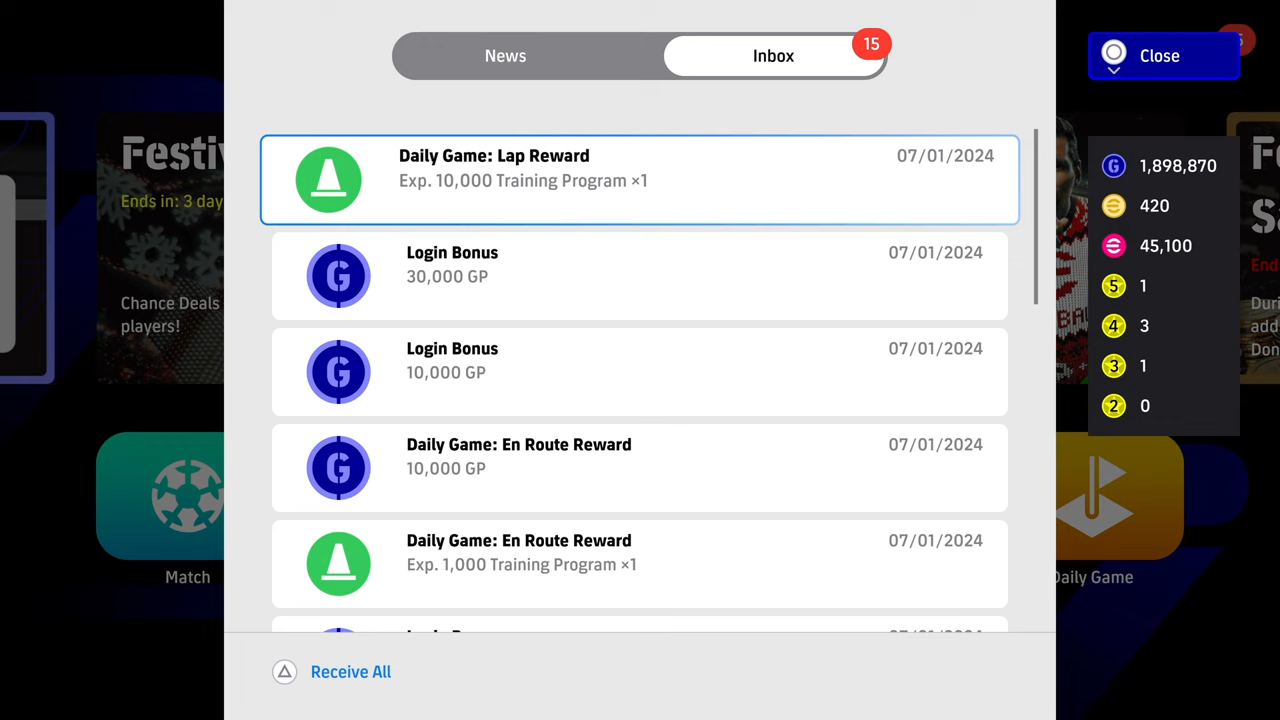 News
Inbox
15
Close
Daily Game: Lap Reward
07/01/2024
Exp. 10,000 Training Program ×1
Login Bonus
07/01/2024
30,000 GP
Login Bonus
07/01/2024
10,000 GP
Daily Game: En Route Reward
07/01/2024
10,000 GP
Daily Game: En Route Reward
07/01/2024
Exp. 1,000 Training Program ×1
Receive All
G 1,898,870
420
45,100
5 1
4 3
3 1
2 0
Festiv
Ends in: 3 day
Chance Deals
players!
Match
Daily Game
End
Duri
add
Don